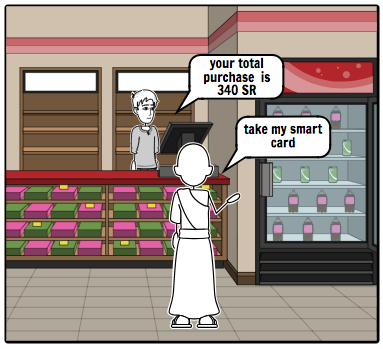 your total
purchase is
340 SR
take my smart
card